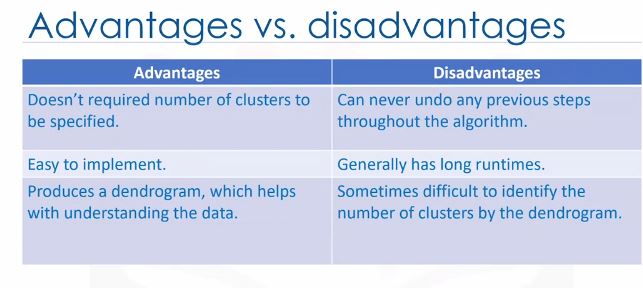 Advantages vs. disadvantages
Advantages
Disadvantages
Doesn't required number of clusters to
be specified.
Can never undo any previous steps
throughout the algorithm.
Easy to implement.
Generally has long runtimes.
Produces a dendrogram, which helps
with understanding the data.
Sometimes difficult to identify the
number of clusters by the dendrogram.